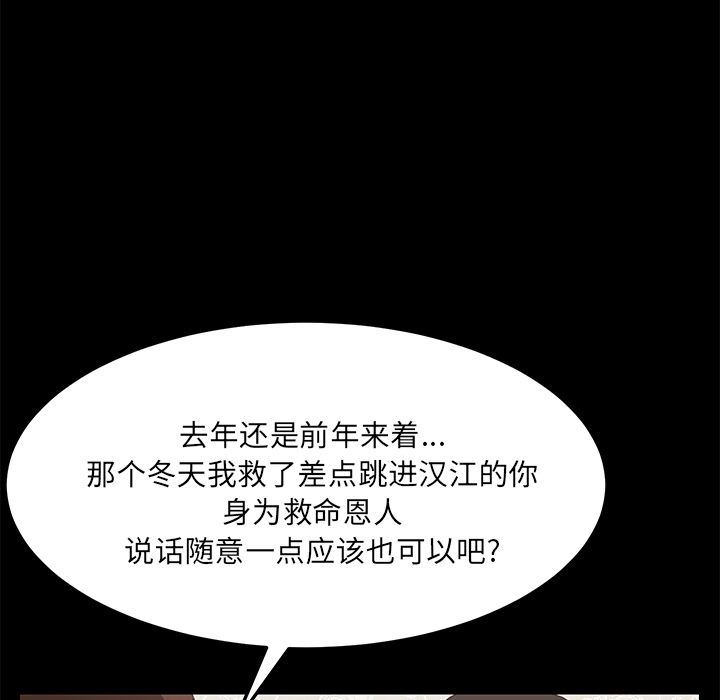 去年还是前年来着...
那个冬天我救了差点跳进汉江的你
身为救命恩人
说话随意一点应该也可以吧?